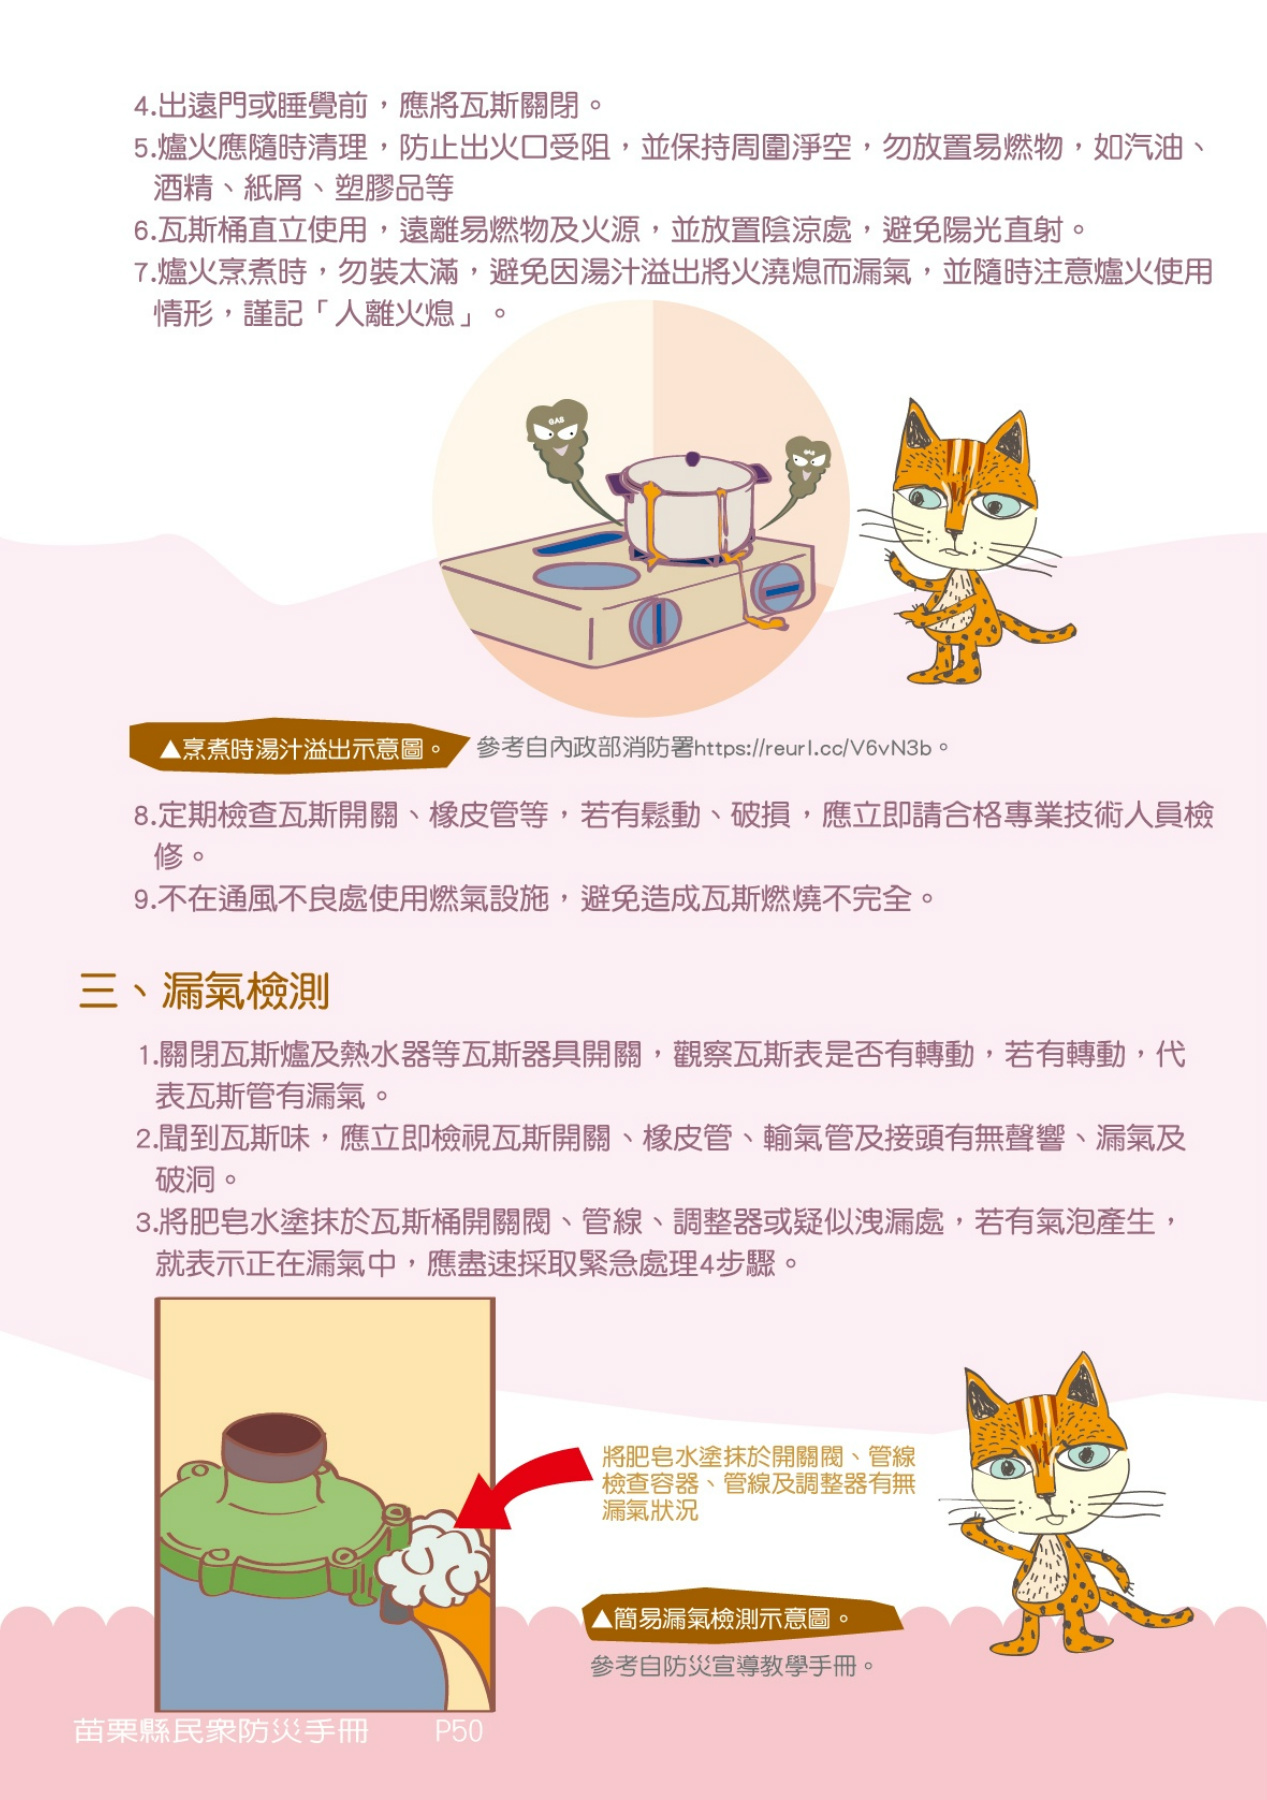 4.出遠門或睡覺前，應將瓦斯關閉。
5.爐火應隨時清理，防止出火口受阻，並保持周圍淨空，勿放置易燃物，如汽油、
酒精、紙屑、塑膠品等
6.瓦斯桶直立使用，遠離易燃物及火源，並放置陰涼處，避免陽光直射。
7.爐火烹煮時，勿裝太滿，避免因湯汁溢出將火澆熄而漏氣，並隨時注意爐火使用
情形，謹記「人離火熄」。
GAS
GAS
▲烹煮時湯汁溢出示意圖。
參考自內政部消防署https://reurl.cc/V6vN3b。
8.定期檢查瓦斯開關、橡皮管等，若有鬆動、破損，應立即請合格專業技術人員檢
修。
9.不在通風不良處使用燃氣設施，避免造成瓦斯燃燒不完全。
三、漏氣檢測
1.關閉瓦斯爐及熱水器等瓦斯器具開關，觀察瓦斯表是否有轉動，若有轉動，代
表瓦斯管有漏氣。
2.聞到瓦斯味，應立即檢視瓦斯開關、橡皮管、輸氣管及接頭有無聲響、漏氣及
破洞。
3.將肥皂水塗抹於瓦斯桶開關閥、管線、調整器或疑似洩漏處，若有氣泡產生，
就表示正在漏氣中，應盡速採取緊急處理4步驟。
將肥皂水塗抹於開關閥、管線
檢查容器、管線及調整器有無
漏氣狀況
▲簡易漏氣檢測示意圖。
參考自防災宣導教學手冊。
苗栗縣民眾防災手冊 P50